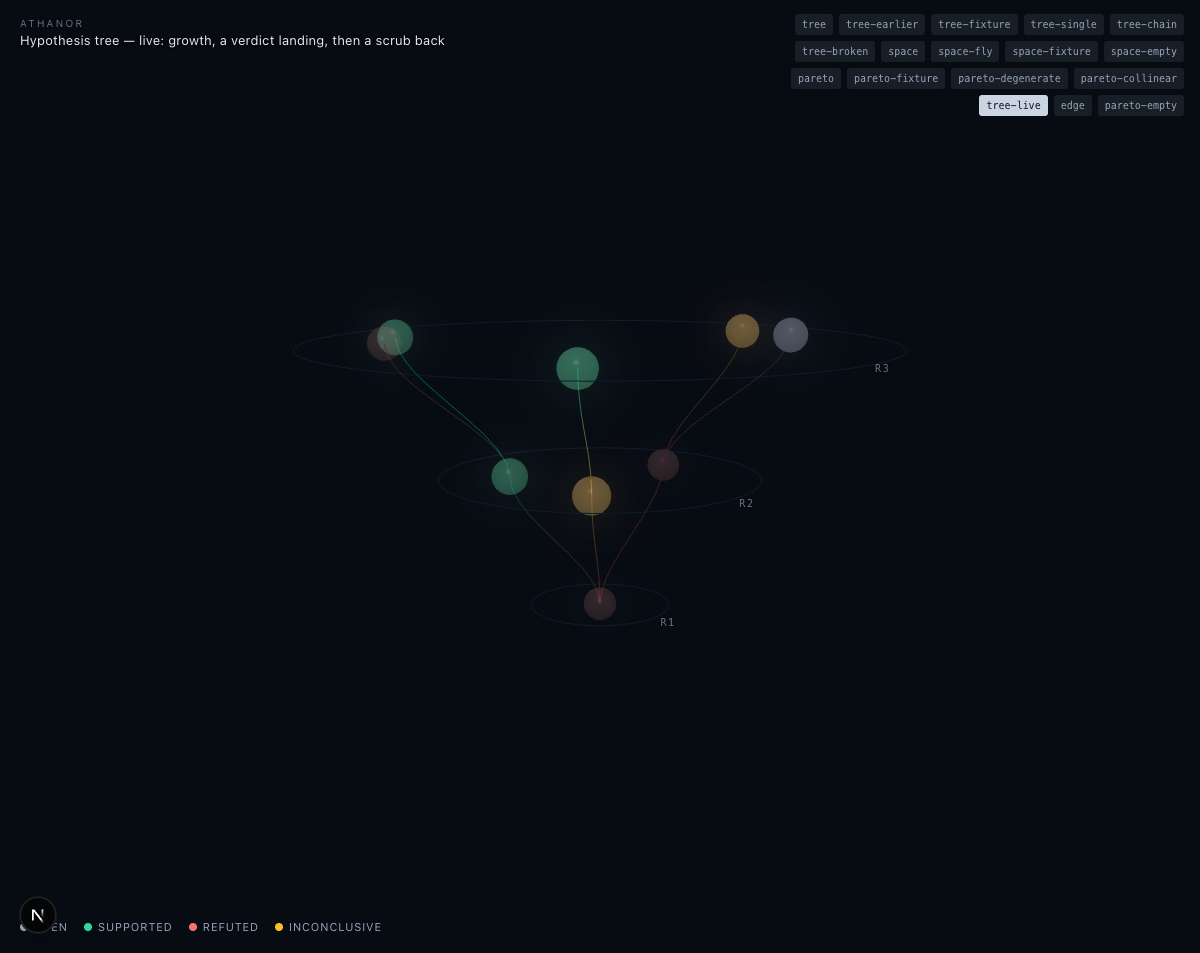 ATHANOR
Hypothesis tree — live: growth, a verdict landing, then a scrub back
tree tree-earlier tree-fixture tree-single tree-chain
tree-broken space space-fly space-fixture space-empty
pareto pareto-fixture pareto-degenerate pareto-collinear
tree-live edge pareto-empty
R3
R2
R1
N
EN SUPPORTED REFUTED INCONCLUSIVE